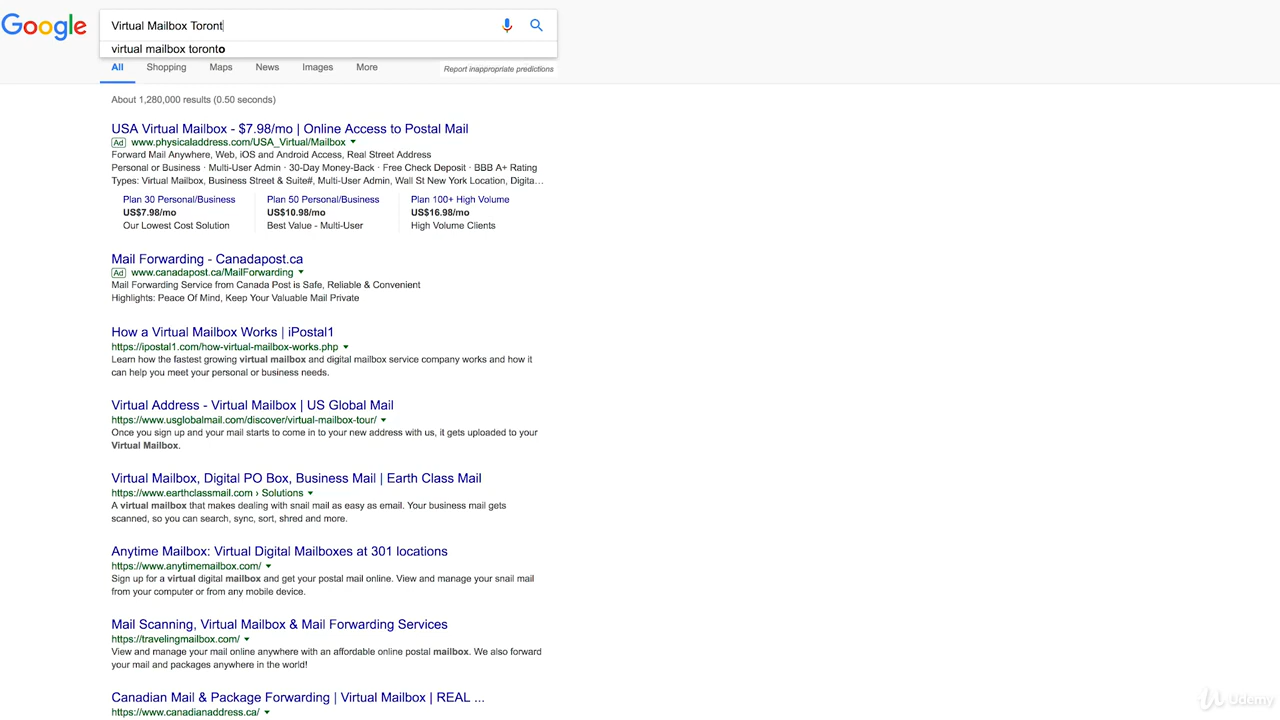 Google
Virtual Mailbox Toront
virtual mailbox toronto
All Shopping Maps News Images More
Report inappropriate predictions
About 1,280,000 results (0.50 seconds)
USA Virtual Mailbox - $7.98/mo | Online Access to Postal Mail
Ad www.physicaladdress.com/USA_Virtual/Mailbox
Forward Mail Anywhere, Web, iOS and Android Access, Real Street Address
Personal or Business · Multi-User Admin · 30-Day Money-Back · Free Check Deposit · BBB A+ Rating
Types: Virtual Mailbox, Business Street & Suite#, Multi-User Admin, Wall St New York Location, Digita…
Plan 30 Personal/Business Plan 50 Personal/Business Plan 100+ High Volume
US$7.98/mo US$10.98/mo US$16.98/mo
Our Lowest Cost Solution Best Value - Multi-User High Volume Clients
Mail Forwarding - Canadapost.ca
Ad www.canadapost.ca/MailForwarding
Mail Forwarding Service from Canada Post is Safe, Reliable & Convenient
Highlights: Peace Of Mind, Keep Your Valuable Mail Private
How a Virtual Mailbox Works | iPostal1
https://ipostal1.com/how-virtual-mailbox-works.php
Learn how the fastest growing virtual mailbox and digital mailbox service company works and how it
can help you meet your personal or business needs.
Virtual Address - Virtual Mailbox | US Global Mail
https://www.usglobalmail.com/discover/virtual-mailbox-tour/
Once you sign up and your mail starts to come in to your new address with us, it gets uploaded to your
Virtual Mailbox.
Virtual Mailbox, Digital PO Box, Business Mail | Earth Class Mail
https://www.earthclassmail.com › Solutions
A virtual mailbox that makes dealing with snail mail as easy as email. Your business mail gets
scanned, so you can search, sync, sort, shred and more.
Anytime Mailbox: Virtual Digital Mailboxes at 301 locations
https://www.anytimemailbox.com/
Sign up for a virtual digital mailbox and get your postal mail online. View and manage your snail mail
from your computer or from any mobile device.
Mail Scanning, Virtual Mailbox & Mail Forwarding Services
https://travelingmailbox.com/
View and manage your mail online anywhere with an affordable online postal mailbox. We also forward
your mail and packages anywhere in the world!
Canadian Mail & Package Forwarding | Virtual Mailbox | REAL ...
https://www.canadianaddress.ca/
Udemy